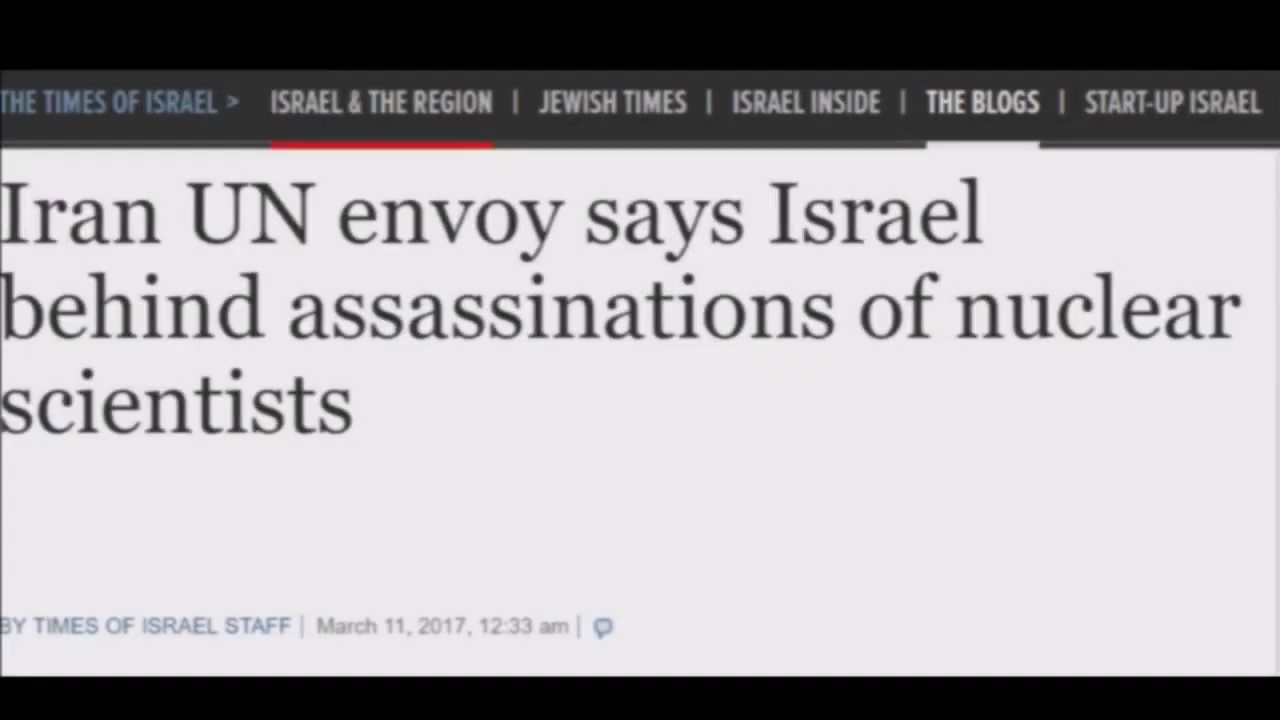 THE TIMES OF ISRAEL > ISRAEL & THE REGION | JEWISH TIMES | ISRAEL INSIDE | THE BLOGS | START-UP ISRAEL
Iran UN envoy says Israel
behind assassinations of nuclear
scientists
BY TIMES OF ISRAEL STAFF | March 11, 2017, 12:33 am |